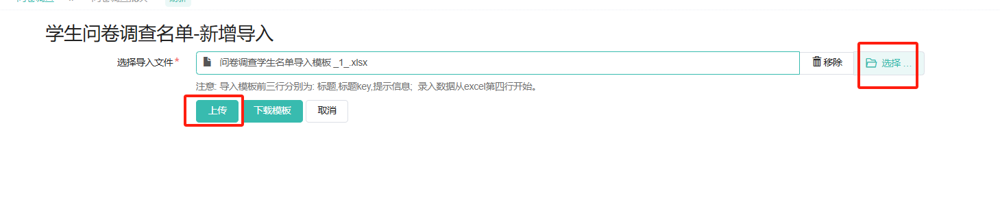 学生问卷调查名单-新增导入
选择导入文件* 问卷调查学生名单导入模板 _1_.xlsx 移除 选择 ...
注意: 导入模板前三行分别为: 标题,标题key,提示信息; 录入数据从excel第四行开始。
上传 下载模板 取消